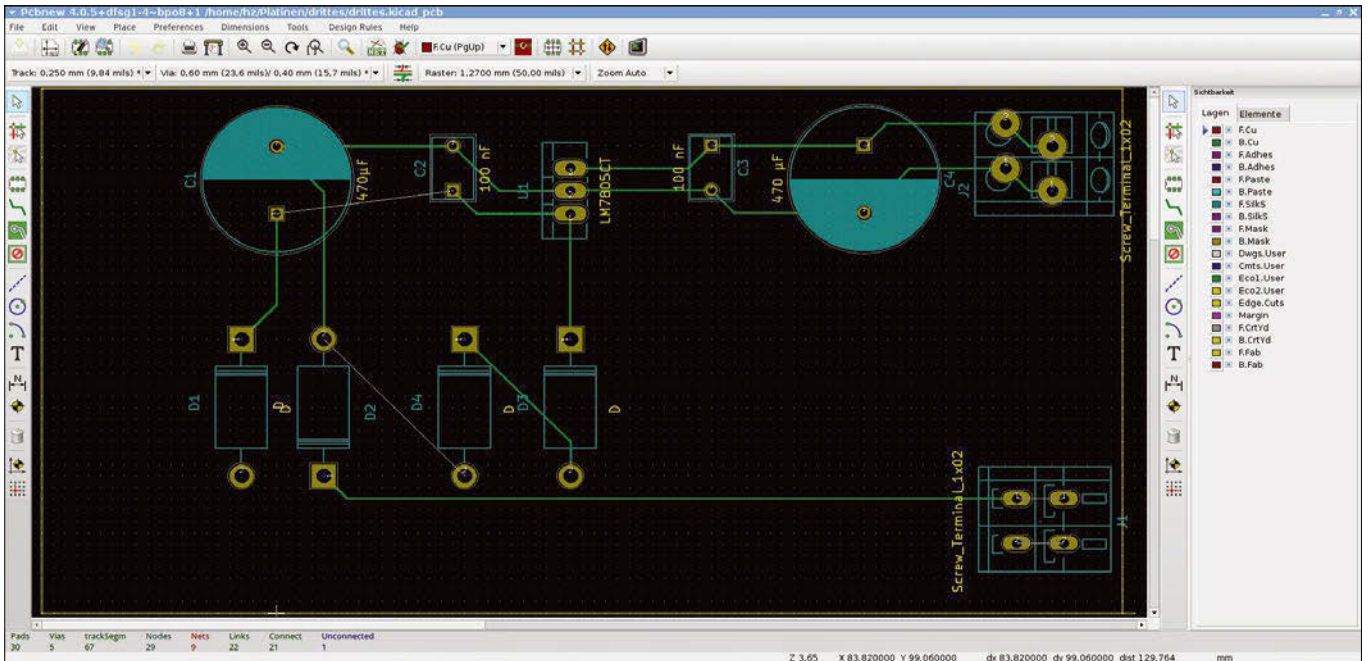 Pcbnew 4.0.5+dfsg1-4~bpo8+1 /home/hz/Platinen/drittes/drittes.kicad_pcb
File Edit View Place Preferences Dimensions Tools Design Rules Help
F.Cu (PgUp)
Track: 0,250 mm (9,84 mils) * Via: 0,60 mm (23,6 mils)/ 0,40 mm (15,7 mils) * Raster: 1,2700 mm (50,00 mils) Zoom Auto
Sichtbarkeit
Lagen Elemente
F.Cu
B.Cu
F.Adhes
B.Adhes
F.Paste
B.Paste
F.SilkS
B.SilkS
F.Mask
B.Mask
Dwgs.User
Cmts.User
Eco1.User
Eco2.User
Edge.Cuts
Margin
F.CrtYd
B.CrtYd
F.Fab
B.Fab
C1
470µF
C2
100 nF
U1
LM7805CT
100 nF
C3
470 µF
C4
J2
Screw_Terminal_1x02
D1
D
D
D2
D4
D
D3
D
Screw_Terminal_1x02
J1
T
T
N
N
Pads Vias trackSegm Nodes Nets Links Connect Unconnected
30 5 67 29 9 22 21 1
Z 3.65 X 83.820000 Y 99.060000 dx 83.820000 dy 99.060000 dist 129.764 mm